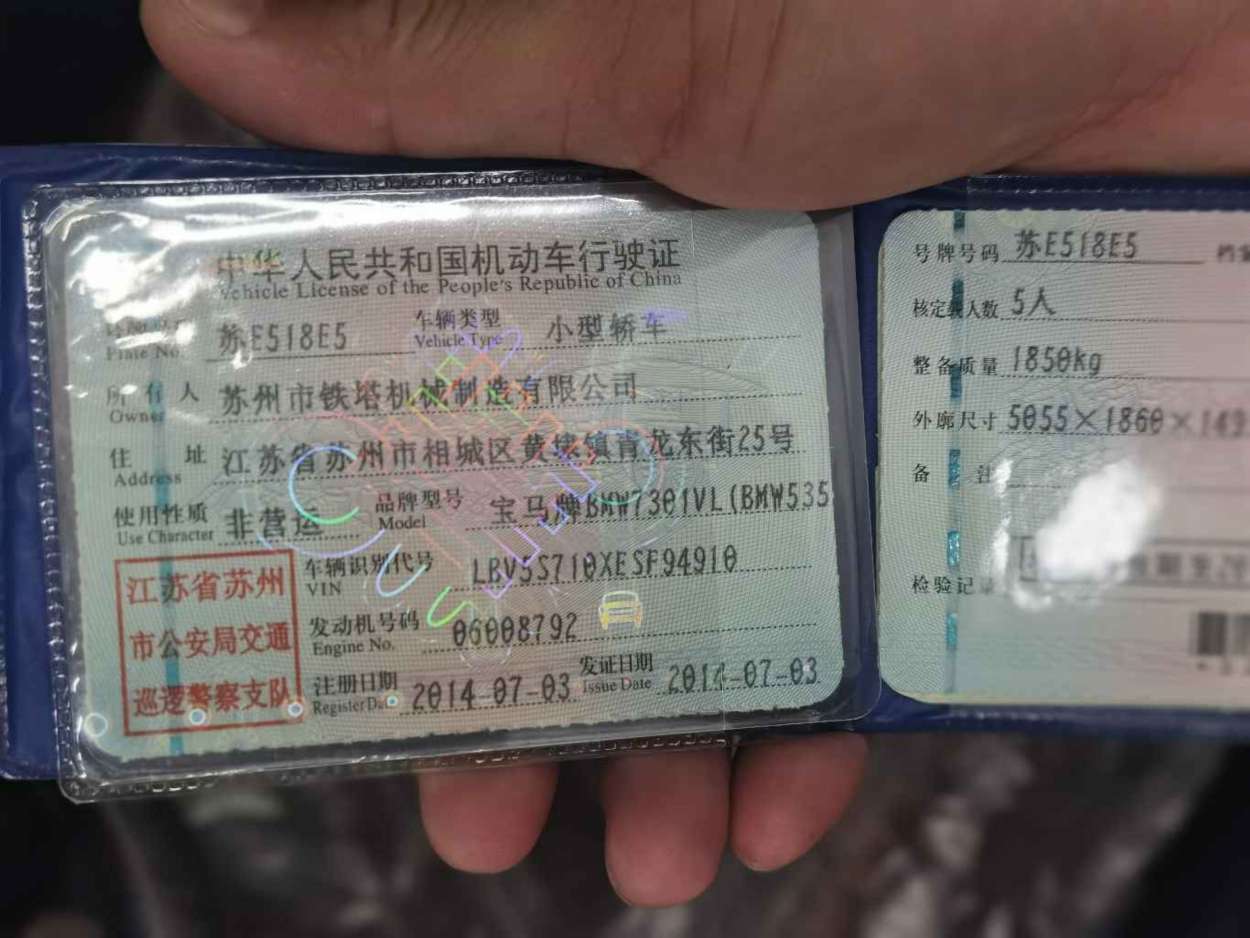 中华人民共和国机动车行驶证
Vehicle License of the People's Republic of China
Plate No. 苏E518E5 车辆类型 Vehicle Type 小型轿车
所有人 Owner 苏州市铁塔机械制造有限公司
住址 Address 江苏省苏州市相城区黄埭镇青龙东街25号
使用性质 Use Character 非营运 品牌型号 Model 宝马牌BMW7301VL(BMW535
车辆识别代号 VIN LBV5S710XESF94910
发动机号码 Engine No. 06008792
注册日期 Register Da 2014-07-03 发证日期 Issue Date 2014-07-03
江苏省苏州
市公安局交通
巡逻警察支队
号牌号码 苏E518E5
核定载人数 5人
整备质量 1850kg
外廓尺寸 5055×1860×149
备注
检验记录